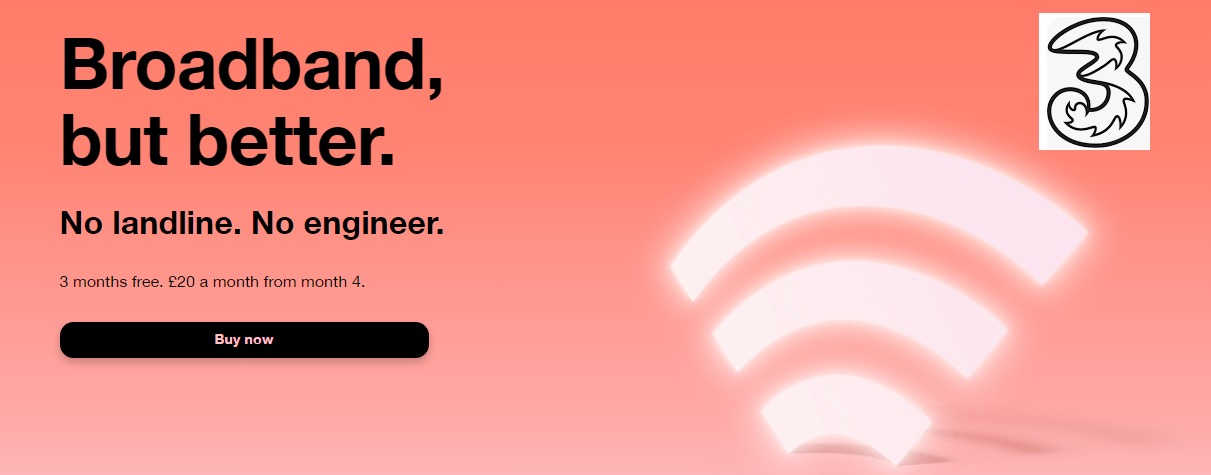 Broadband,
but better.
No landline. No engineer.
3 months free. £20 a month from month 4.
Buy now
3